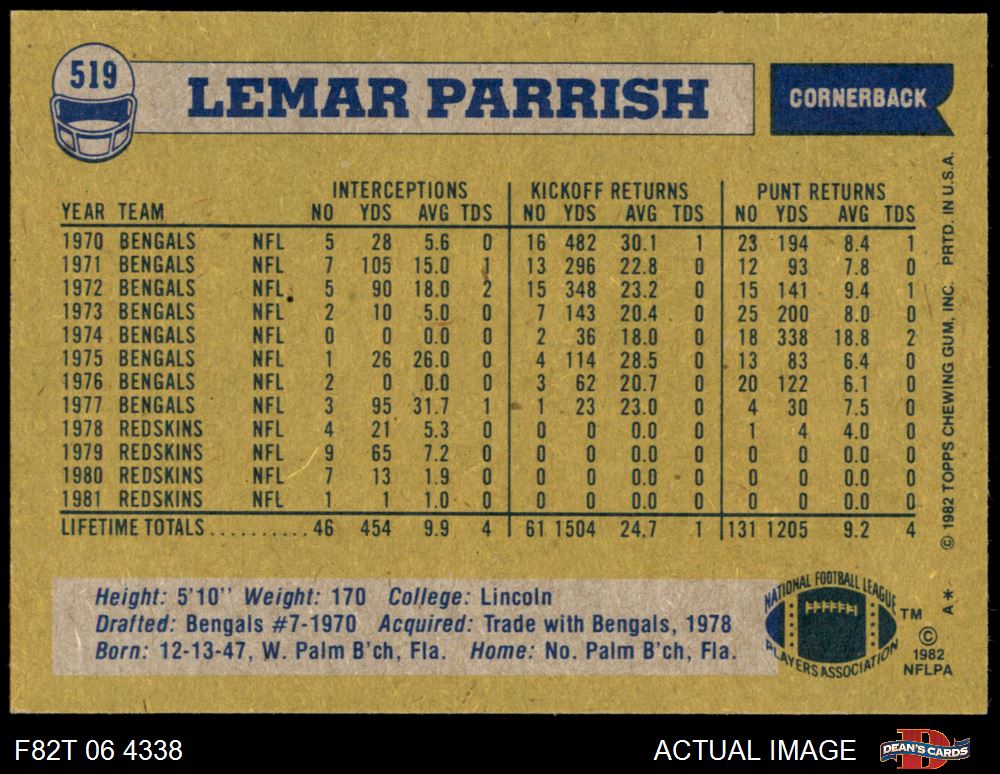 519
LEMAR PARRISH
CORNERBACK
INTERCEPTIONS KICKOFF RETURNS PUNT RETURNS
YEAR TEAM NO YDS AVG TDS NO YDS AVG TDS NO YDS AVG TDS
1970 BENGALS NFL 5 28 5.6 0 16 482 30.1 1 23 194 8.4 1
1971 BENGALS NFL 7 105 15.0 1 13 296 22.8 0 12 93 7.8 0
1972 BENGALS NFL 5 90 18.0 2 15 348 23.2 0 15 141 9.4 1
1973 BENGALS NFL 2 10 5.0 0 7 143 20.4 0 25 200 8.0 0
1974 BENGALS NFL 0 0 0.0 0 2 36 18.0 0 18 338 18.8 2
1975 BENGALS NFL 1 26 26.0 0 4 114 28.5 0 13 83 6.4 0
1976 BENGALS NFL 2 0 0.0 0 3 62 20.7 0 20 122 6.1 0
1977 BENGALS NFL 3 95 31.7 1 1 23 23.0 0 4 30 7.5 0
1978 REDSKINS NFL 4 21 5.3 0 0 0 0.0 0 1 4 4.0 0
1979 REDSKINS NFL 9 65 7.2 0 0 0 0.0 0 0 0 0.0 0
1980 REDSKINS NFL 7 13 1.9 0 0 0 0.0 0 0 0 0.0 0
1981 REDSKINS NFL 1 1 1.0 0 0 0 0.0 0 0 0 0.0 0
LIFETIME TOTALS.......... 46 454 9.9 4 61 1504 24.7 1 131 1205 9.2 4
© 1982 TOPPS CHEWING GUM, INC. PRTD. IN U.S.A.
Height: 5'10" Weight: 170 College: Lincoln
Drafted: Bengals #7-1970 Acquired: Trade with Bengals, 1978
Born: 12-13-47, W. Palm B'ch, Fla. Home: No. Palm B'ch, Fla.
NATIONAL FOOTBALL LEAGUE
PLAYERS ASSOCIATION
TM
A*
©
1982
NFLPA
F82T 06 4338
ACTUAL IMAGE
DEAN'S CARDS